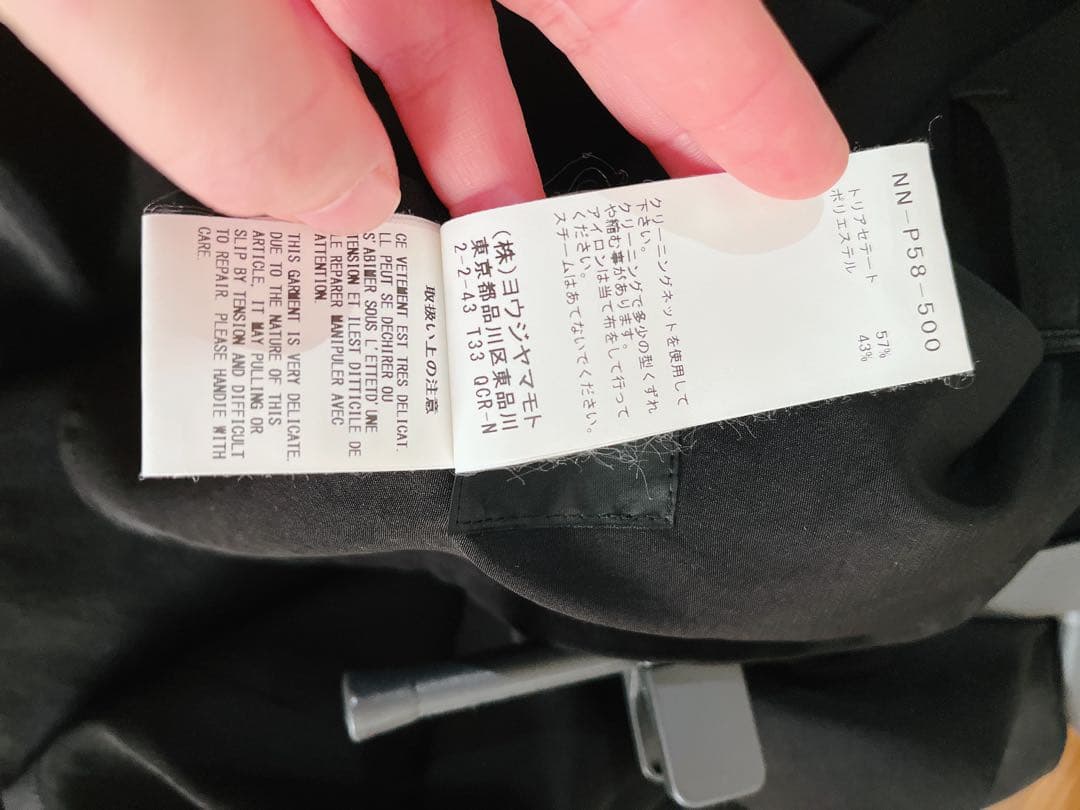 NN-P58-500
トリアセテート 57%
ポリエステル 43%
クリーニングネットを使用して
下さい。
クリーニングで多少の型くずれ
や縮む事があります。
アイロンは当て布をして行って
ください。
スチームはあてないでください。
(株)ヨウジヤマモト
東京都品川区東品川
2-2-43 T33 QCR-N
取扱い上の注意
CE VETEMENT EST TRES DELICAT.
LL PEUT SE DECHIRER OU
S'ABIMER SOUS L'ETTETD'UNE
TENSION ET ILEST DITTICILE DE
LE REPARER MANIPULER AVEC
ATTENTION
THIS GARMENT IS VERY DELICATE.
DUE TO THE NATURE OF THIS
ARTICLE, IT MAY PULLING OR
SLIP BY TENSION AND DIFFICULT
TO REPAIR. PLEASE HANDIE WITH
CARE.